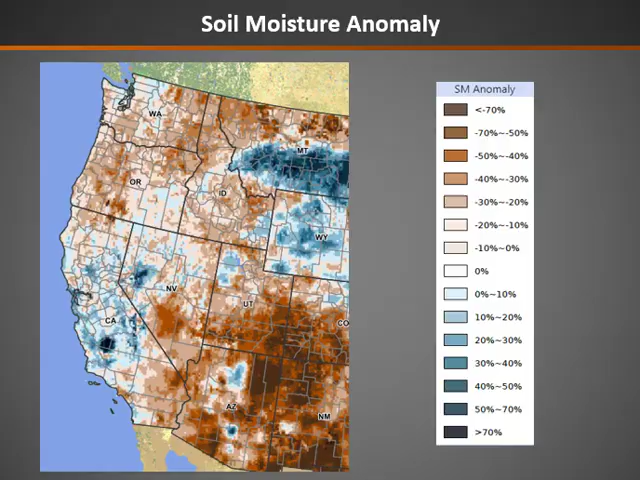 Soil Moisture Anomaly
SM Anomaly
WA
MT
OR
ID
WY
NV
UT
CO
CA
AZ
NM
<-70%
-70%~-50%
-50%~-40%
-40%~-30%
-30%~-20%
-20%~-10%
-10%~0%
0%
0%~10%
10%~20%
20%~30%
30%~40%
40%~50%
50%~70%
>70%